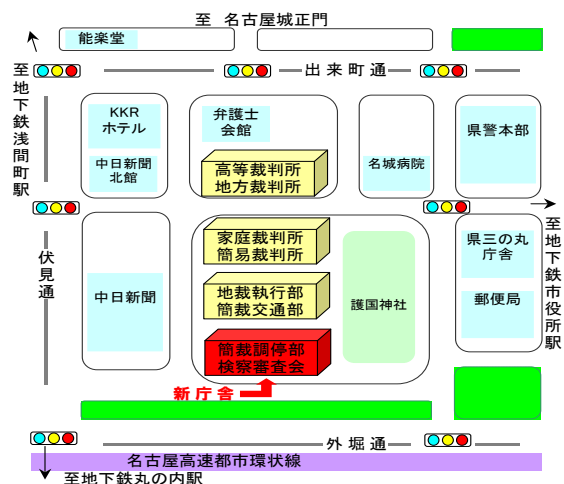 至 名古屋城正門
能楽堂
至地下鉄浅間町駅
出来町通
KKR
ホテル
弁護士
会館
県警本部
中日新聞
北館
高等裁判所
地方裁判所
名城病院
至地下鉄市役所駅
伏見通
家庭裁判所
簡易裁判所
県三の丸
庁舎
中日新聞
地裁執行部
簡裁交通部
護国神社
郵便局
簡裁調停部
検察審査会
新庁舎
外堀通
名古屋高速都市環状線
至地下鉄丸の内駅